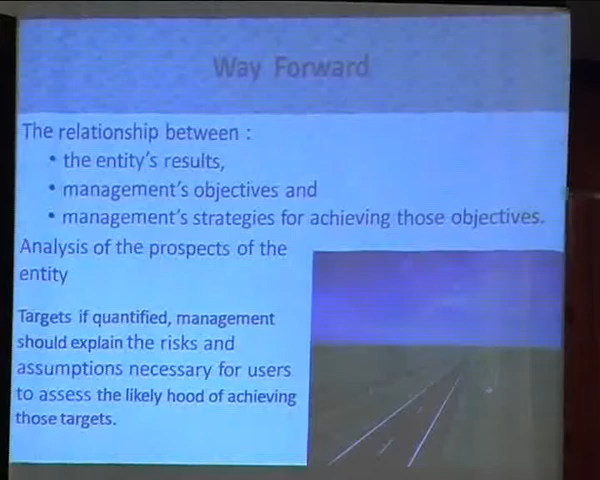 Way Forward
The relationship between :
• the entity's results,
• management's objectives and
• management's strategies for achieving those objectives.
Analysis of the prospects of the
entity
Targets if quantified, management
should explain the risks and
assumptions necessary for users
to assess the likely hood of achieving
those targets.